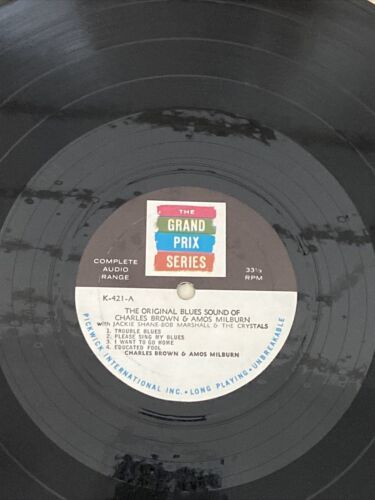 THE
GRAND
PRIX
SERIES
COMPLETE
AUDIO
RANGE
33⅓
RPM
K-421-A
THE ORIGINAL BLUES SOUND OF
CHARLES BROWN & AMOS MILBURN
with JACKIE SHANE-BOB MARSHALL & THE CRYSTALS
1. TROUBLE BLUES
2. PLEASE SING MY BLUES
3. I WANT TO GO HOME
4. EDUCATED FOOL
CHARLES BROWN & AMOS MILBURN
PICKWICK INTERNATIONAL INC. • LONG PLAYING • UNBREAKABLE